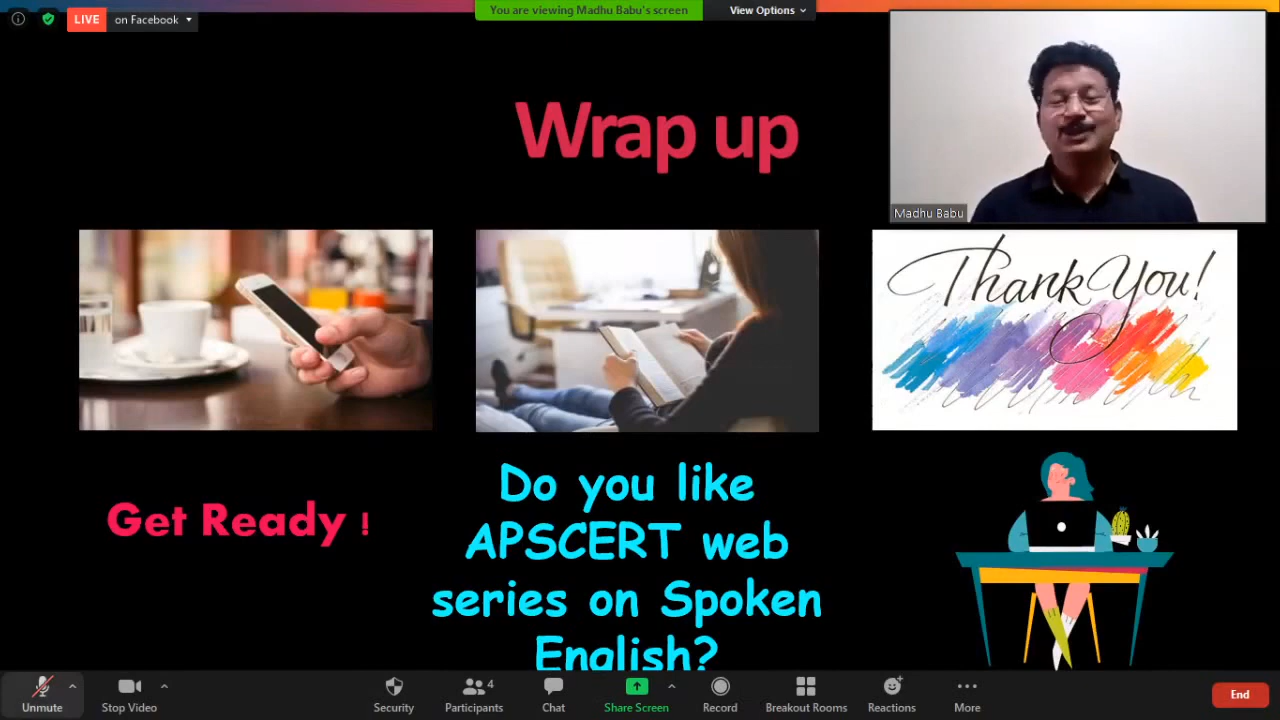 LIVE on Facebook
You are viewing Madhu Babu's screen
View Options
Wrap up
Madhu Babu
Thank You!
Get Ready !
Do you like
APSCERT web
series on Spoken
English?
Unmute
Stop Video
Security
4
Participants
Chat
Share Screen
Record
Breakout Rooms
Reactions
More
End